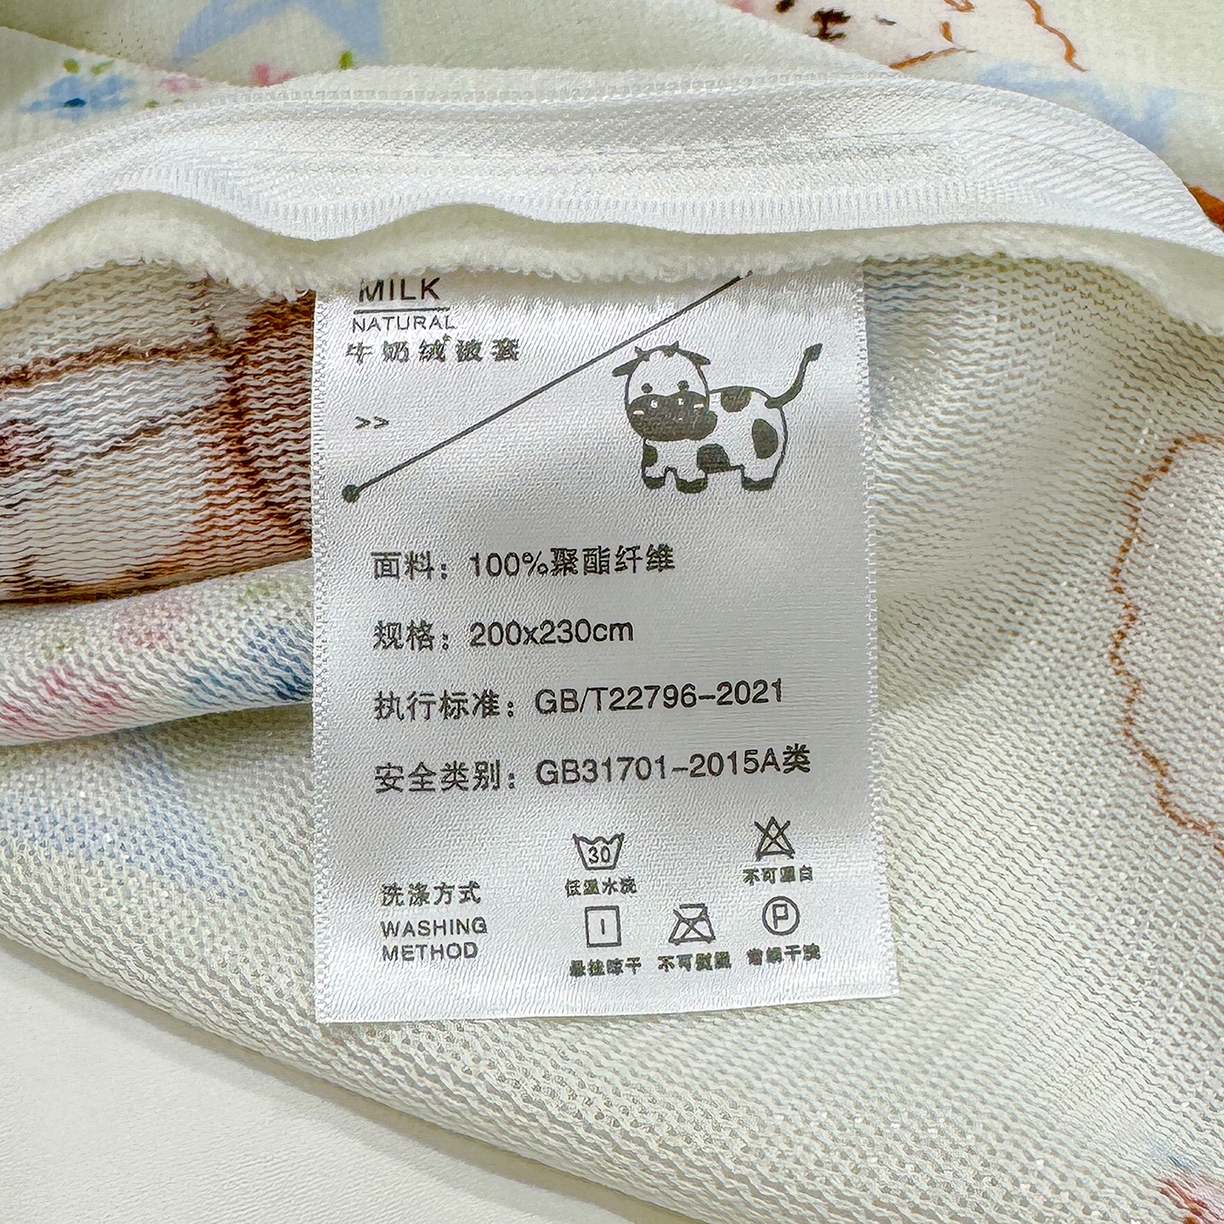 MILK
NATURAL
牛奶绒被套
>>
面料：100%聚酯纤维
规格：200x230cm
执行标准：GB/T22796-2021
安全类别：GB31701-2015A类
30
低温水洗
不可漂白
洗涤方式
WASHING
METHOD
P
悬挂晾干
不可熨烫
常规干洗